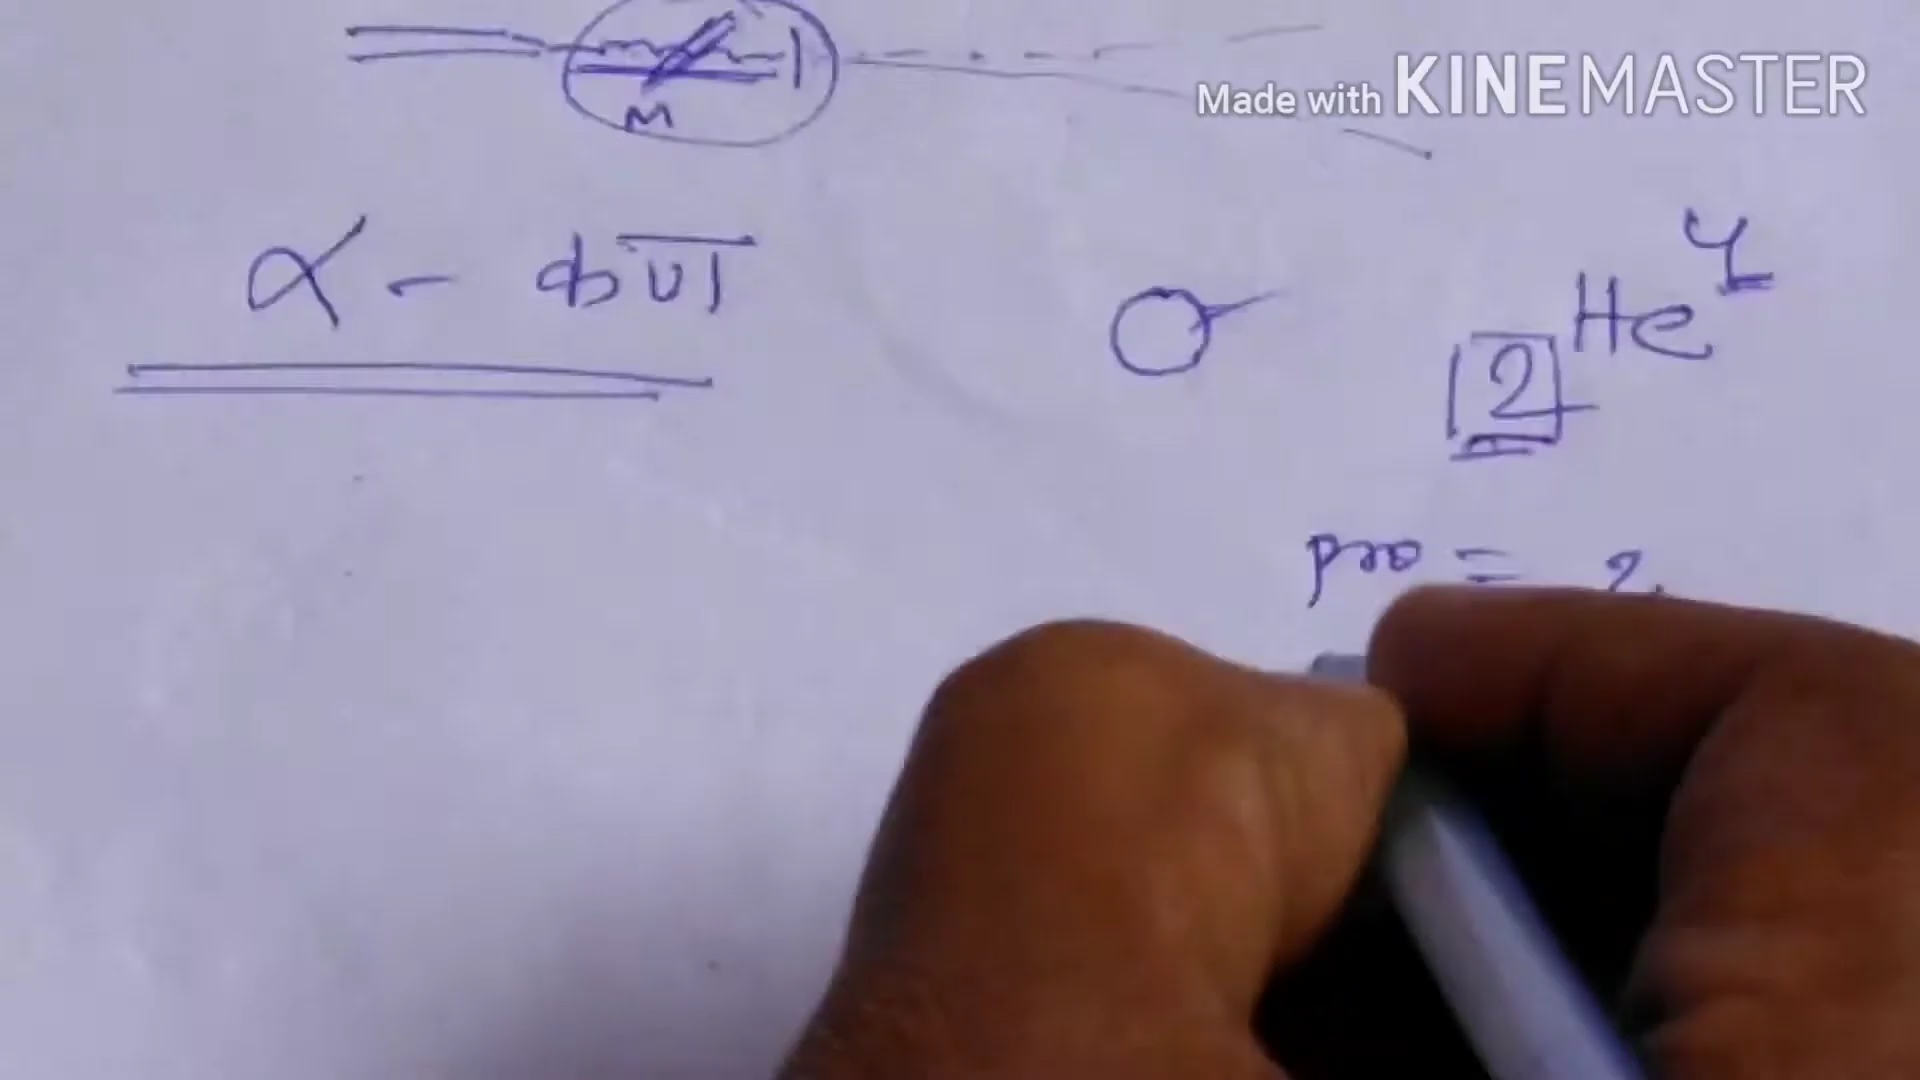 Made with KINEMASTER
M
α - कण
2He4
pro = 2